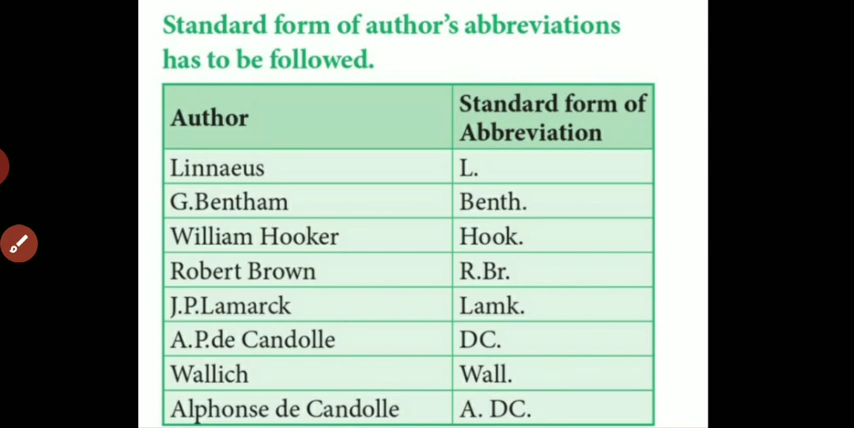 Standard form of author’s abbreviations
has to be followed.
Author Standard form of
Abbreviation
Linnaeus L.
G.Bentham Benth.
William Hooker Hook.
Robert Brown R.Br.
J.P.Lamarck Lamk.
A.P.de Candolle DC.
Wallich Wall.
Alphonse de Candolle A. DC.